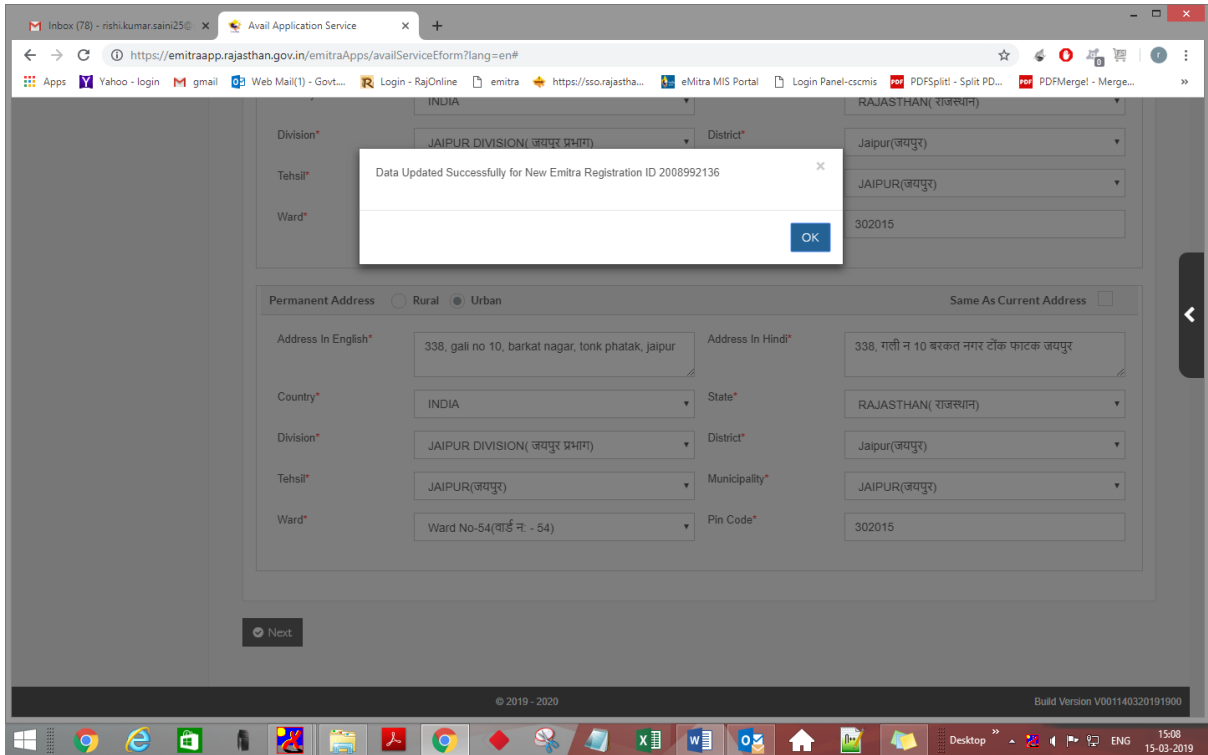 Inbox (78) - rishi.kumar.saini25@ Avail Application Service
https://emitraapp.rajasthan.gov.in/emitraApps/availServiceEform?lang=en#
Apps Yahoo - login gmail Web Mail(1) - Govt.... Login - RajOnline emitra https://sso.rajastha... eMitra MIS Portal Login Panel-cscmis PDFSplit! - Split PD... PDFMerge! - Merge... »
INDIA RAJASTHAN( राजस्थान)
Division* JAIPUR DIVISION( जयपुर प्रभाग) District* Jaipur(जयपुर)
Data Updated Successfully for New Emitra Registration ID 2008992136 ×
Tehsil* JAIPUR(जयपुर)
Ward* 302015
OK
Permanent Address Rural Urban Same As Current Address
Address In English* 338, gali no 10, barkat nagar, tonk phatak, jaipur Address In Hindi* 338, गली न 10 बरकत नगर टोंक फाटक जयपुर
Country* INDIA State* RAJASTHAN( राजस्थान)
Division* JAIPUR DIVISION( जयपुर प्रभाग) District* Jaipur(जयपुर)
Tehsil* JAIPUR(जयपुर) Municipality* JAIPUR(जयपुर)
Ward* Ward No-54(वार्ड न: - 54) Pin Code* 302015
Next
© 2019 - 2020 Build Version V001140320191900
Desktop » ENG 15:08
15-03-2019